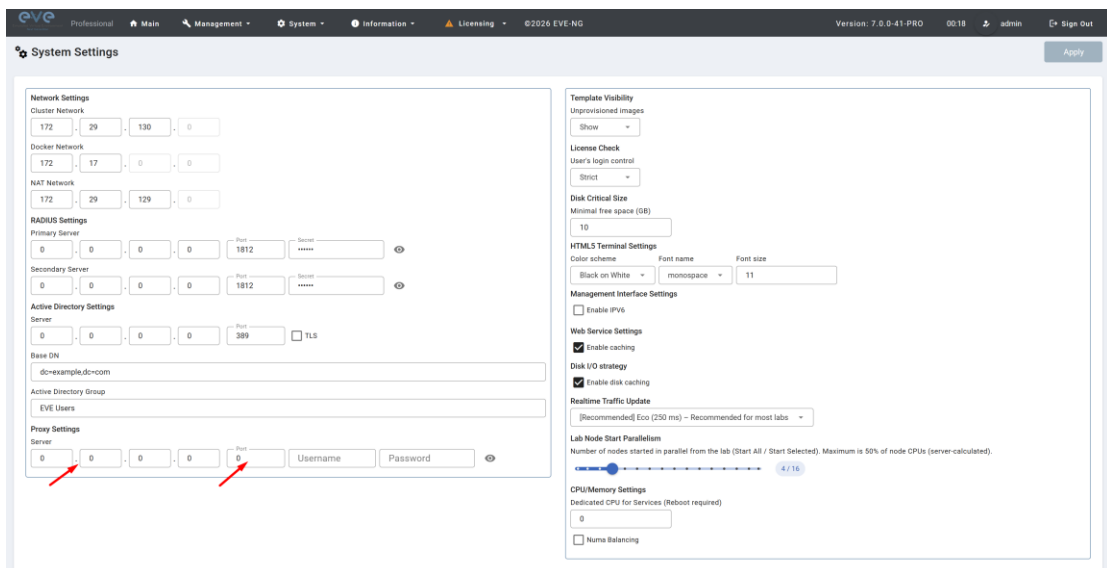 eve Professional Main Management System Information Licensing ©2026 EVE-NG Version: 7.0.0-41-PRO 00:18 admin Sign Out
System Settings
Apply
Network Settings
Cluster Network
172 . 29 . 130 . 0
Docker Network
172 . 17 . 0 . 0
NAT Network
172 . 29 . 129 . 0
RADIUS Settings
Primary Server
Port Secret
0 . 0 . 0 . 0 1812 ••••••
Secondary Server
Port Secret
0 . 0 . 0 . 0 1812 ••••••
Active Directory Settings
Server
Port
0 . 0 . 0 . 0 389 TLS
Base DN
dc=example,dc=com
Active Directory Group
EVE Users
Proxy Settings
Server
Port
0 . 0 . 0 . 0 0 Username Password
Template Visibility
Unprovisioned images
Show
License Check
User's login control
Strict
Disk Critical Size
Minimal free space (GB)
10
HTML5 Terminal Settings
Color scheme Font name Font size
Black on White monospace 11
Management Interface Settings
Enable IPV6
Web Service Settings
Enable caching
Disk I/O strategy
Enable disk caching
Realtime Traffic Update
[Recommended] Eco (250 ms) – Recommended for most labs
Lab Node Start Parallelism
Number of nodes started in parallel from the lab (Start All / Start Selected). Maximum is 50% of node CPUs (server-calculated).
4 / 16
CPU/Memory Settings
Dedicated CPU for Services (Reboot required)
0
Numa Balancing